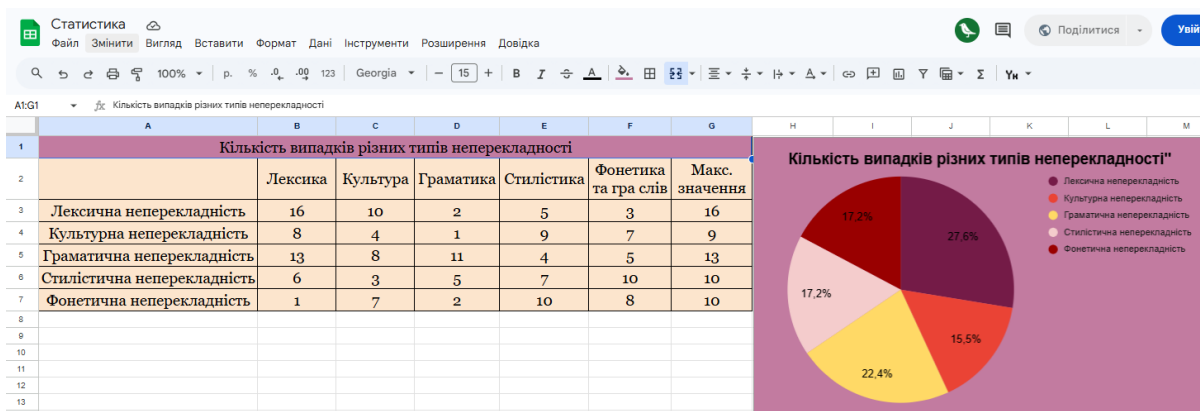 Статистика
Файл Змінити Вигляд Вставити Формат Дані Інструменти Розширення Довідка
Поділитися
Увій
100% р. % .0 .00 123 Georgia 15 B I A
A1:G1 fx Кількість випадків різних типів неперекладності
A B C D E F G H I J K L M
1 Кількість випадків різних типів неперекладності
2 Лексика Культура Граматика Стилістика Фонетика та гра слів Макс. значення
3 Лексична неперекладність 16 10 2 5 3 16
4 Культурна неперекладність 8 4 1 9 7 9
5 Граматична неперекладність 13 8 11 4 5 13
6 Стилістична неперекладність 6 3 5 7 10 10
7 Фонетична неперекладність 1 7 2 10 8 10
8
9
10
11
12
13
Кількість випадків різних типів неперекладності"
Лексична неперекладність
Культурна неперекладність
Граматична неперекладність
Стилістична неперекладність
Фонетична неперекладність
17,2%
27,6%
17,2%
15,5%
22,4%